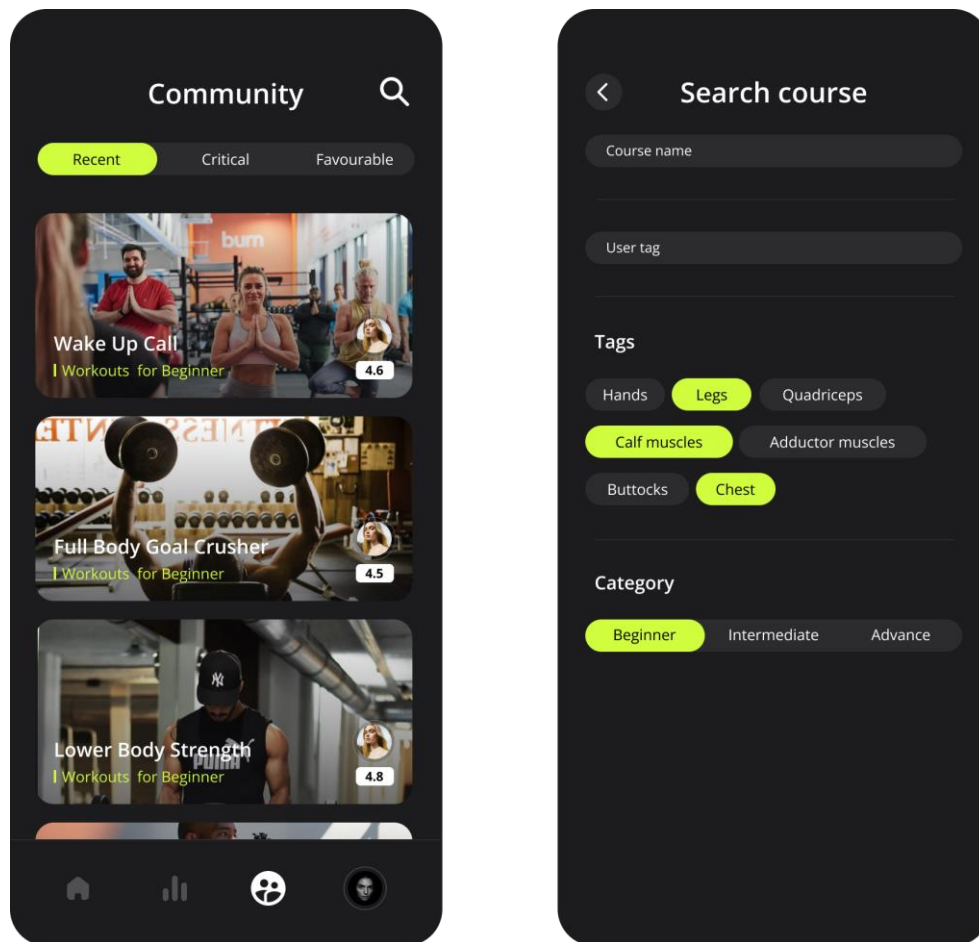 Community
Recent Critical Favourable
burn
Wake Up Call
Workouts for Beginner
4.6
Full Body Goal Crusher
Workouts for Beginner
4.5
NY
PUMA
Lower Body Strength
Workouts for Beginner
4.8
Search course
Course name
User tag
Tags
Hands Legs Quadriceps
Calf muscles Adductor muscles
Buttocks Chest
Category
Beginner Intermediate Advance